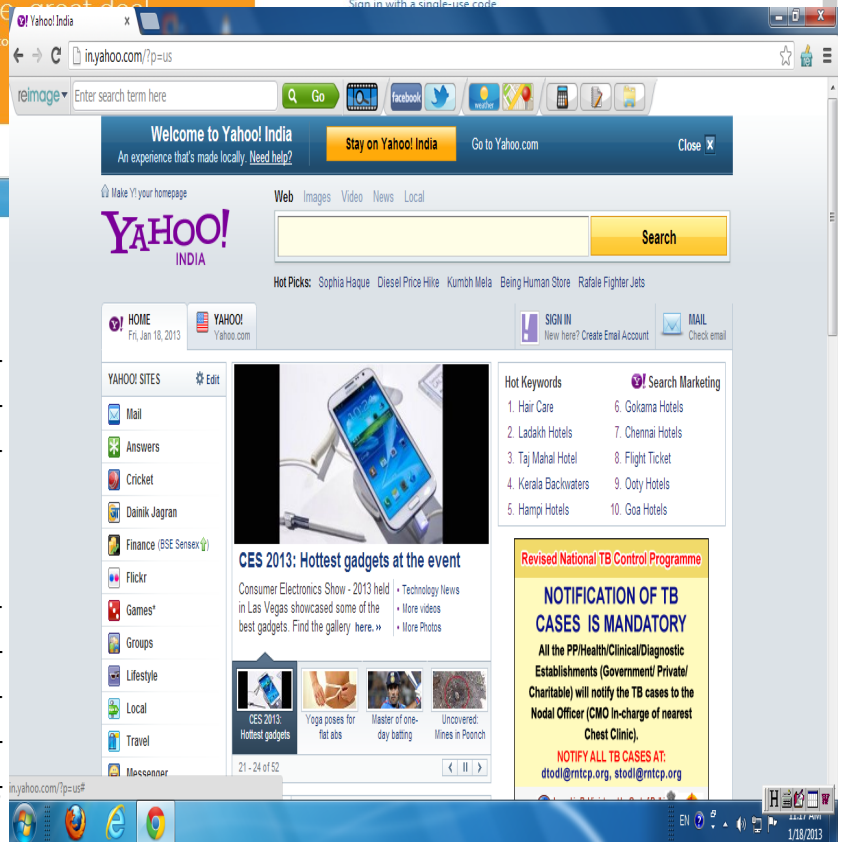 Sign in with a single-use code
great deal
Yahoo! India x
in.yahoo.com/?p=us
reimage Enter search term here Go facebook weather
Welcome to Yahoo! India
An experience that's made locally. Need help?
Stay on Yahoo! India Go to Yahoo.com Close X
Make Y! your homepage
Web Images Video News Local
YAHOO!
INDIA
Search
Hot Picks: Sophia Haque Diesel Price Hike Kumbh Mela Being Human Store Rafale Fighter Jets
HOME
Fri, Jan 18, 2013
YAHOO!
Yahoo.com
SIGN IN
New here? Create Email Account
MAIL
Check email
YAHOO! SITES Edit
Mail
Answers
Cricket
Dainik Jagran
Finance (BSE Sensex)
Flickr
Games*
Groups
Lifestyle
Local
Travel
Messenger
CES 2013: Hottest gadgets at the event
Consumer Electronics Show - 2013 held
in Las Vegas showcased some of the
best gadgets. Find the gallery here. »
• Technology News
• More videos
• More Photos
CES 2013:
Hottest gadgets
Yoga poses for
flat abs
Master of one-
day batting
Uncovered:
Mines in Poonch
21 - 24 of 52
Hot Keywords
Y! Search Marketing
1. Hair Care
2. Ladakh Hotels
3. Taj Mahal Hotel
4. Kerala Backwaters
5. Hampi Hotels
6. Gokarna Hotels
7. Chennai Hotels
8. Flight Ticket
9. Ooty Hotels
10. Goa Hotels
Revised National TB Control Programme
NOTIFICATION OF TB
CASES IS MANDATORY
All the PP/Health/Clinical/Diagnostic
Establishments (Government/ Private/
Charitable) will notify the TB cases to the
Nodal Officer (CMO In-charge of nearest
Chest Clinic).
NOTIFY ALL TB CASES AT:
dtodl@rntcp.org, stodl@rntcp.org
in.yahoo.com/?p=us#
EN
11:17 AM
1/18/2013